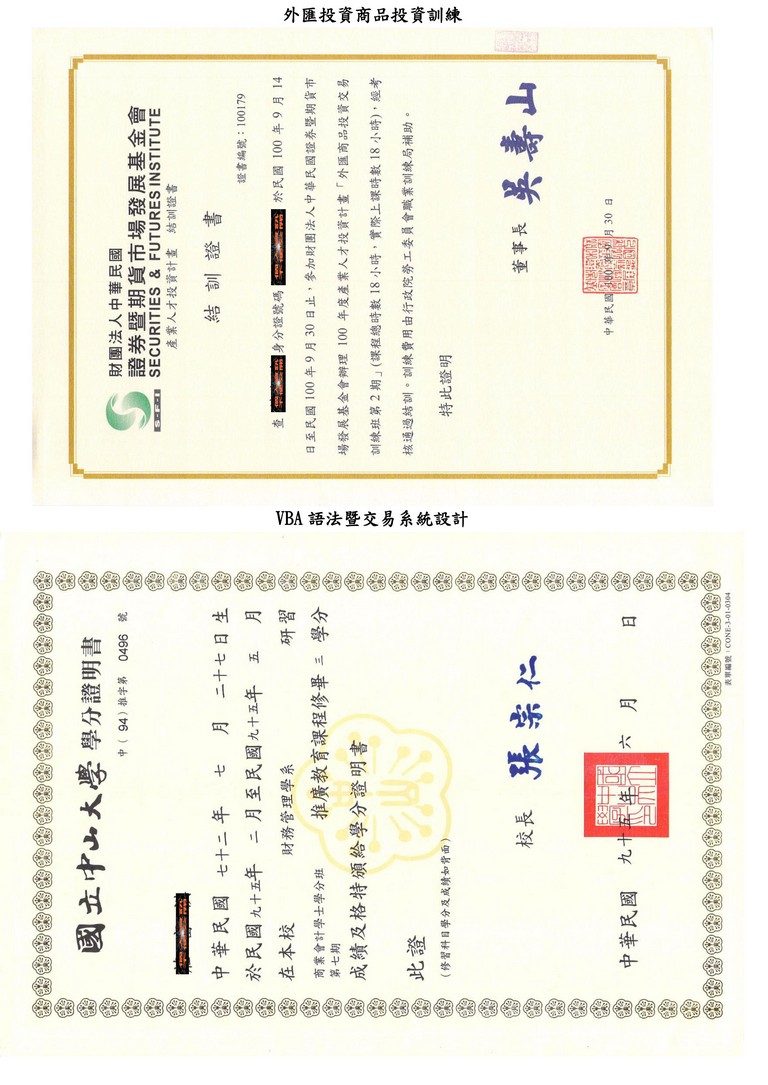 外匯投資商品投資訓練
財團法人中華民國
證券暨期貨市場發展基金會
SECURITIES & FUTURES INSTITUTE
S·F·I
產業人才投資計畫 結訓證書
結訓證書
證書編號：100179
查 身分證號碼 於民國 100 年 9 月 14
日至民國 100 年 9 月 30 日止，參加財團法人中華民國證券暨期貨市
場發展基金會辦理 100 年度產業人才投資計畫「外匯商品投資交易
訓練班第 2 期」(課程總時數 18 小時，實際上課時數 18 小時)，經考
核通過結訓。訓練費用由行政院勞工委員會職業訓練局補助。
特此證明
董事長 吳壽山
中華民國 100 年 9 月 30 日
VBA 語法暨交易系統設計
國立中山大學 學分證明書
中( 94 )推字第 0496 號
中華民國 七十二 年 七 月 二十七 日生
於民國九十五年 二 月至民國九十五年 五 月
在本校 財務管理學系 研習
商業會計學士學分班
第七期 推廣教育課程修畢 三 學分
成績及格特頒給學分證明書
此證
(修習科目學分及成績如背面)
校長 張宗仁
中華民國 九十五 年 六 月 日
表單編號：CONE-3-01-0304